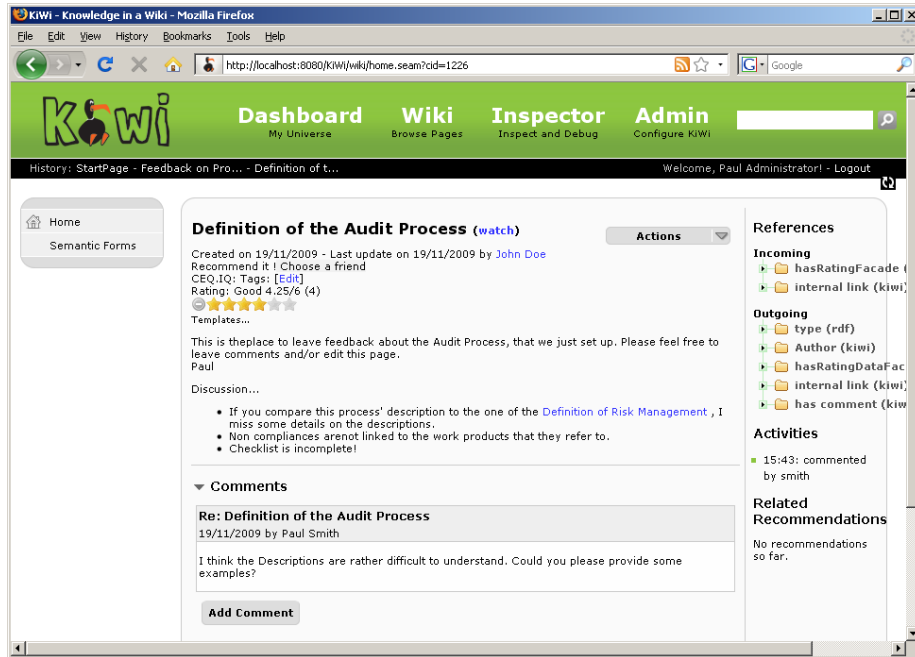 KiWi - Knowledge in a Wiki - Mozilla Firefox
File Edit View History Bookmarks Tools Help
http://localhost:8080/KiWi/wiki/home.seam?cid=1226
G Google
KiWi
Dashboard Wiki Inspector Admin
My Universe Browse Pages Inspect and Debug Configure KiWi
History: StartPage - Feedback on Pro... - Definition of t... Welcome, Paul Administrator! - Logout
Home
Semantic Forms
Definition of the Audit Process (watch)
Actions
Created on 19/11/2009 - Last update on 19/11/2009 by John Doe
Recommend it ! Choose a friend
CEQ.IQ: Tags: [Edit]
Rating: Good 4.25/6 (4)
Templates...
This is theplace to leave feedback about the Audit Process, that we just set up. Please feel free to
leave comments and/or edit this page.
Paul
Discussion...
• If you compare this process' description to the one of the Definition of Risk Management , I
miss some details on the descriptions.
• Non compliances arenot linked to the work products that they refer to.
• Checklist is incomplete!
Comments
Re: Definition of the Audit Process
19/11/2009 by Paul Smith
I think the Descriptions are rather difficult to understand. Could you please provide some
examples?
Add Comment
References
Incoming
hasRatingFacade (
internal link (kiwi)
Outgoing
type (rdf)
Author (kiwi)
hasRatingDataFac
internal link (kiwi)
has comment (kiw
Activities
15:43: commented
by smith
Related
Recommendations
No recommendations
so far.